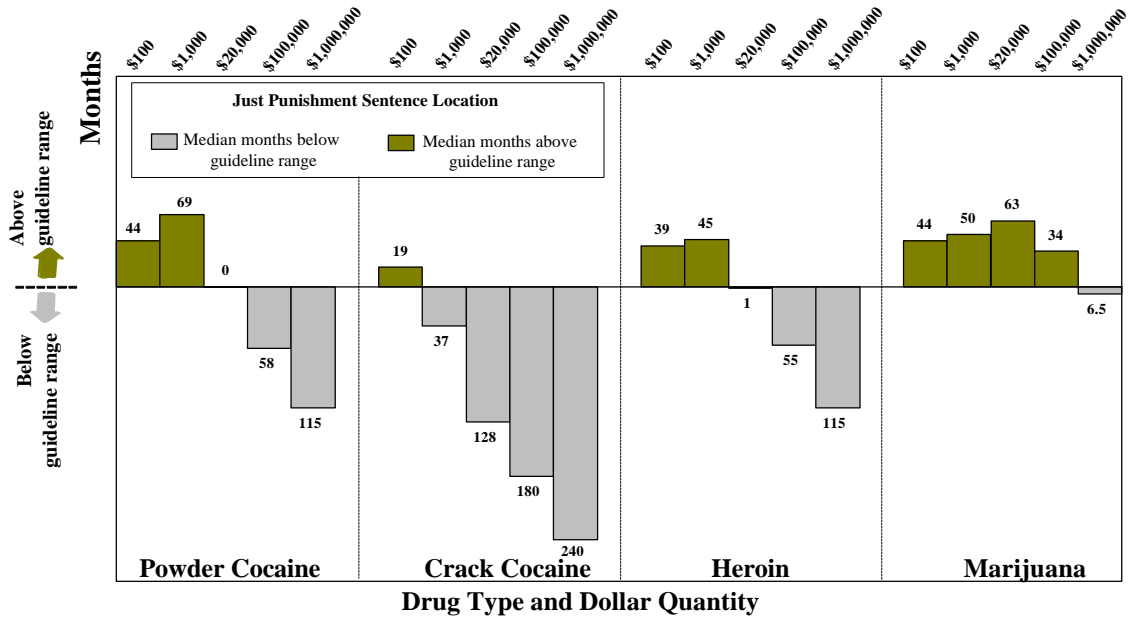 $100 $1,000 $20,000 $100,000 $1,000,000 $100 $1,000 $20,000 $100,000 $1,000,000 $100 $1,000 $20,000 $100,000 $1,000,000 $100 $1,000 $20,000 $100,000 $1,000,000
Months
Just Punishment Sentence Location
Median months below
guideline range
Median months above
guideline range
Above
guideline range
Below
guideline range
44 69 0 58 115
19 37 128 180 240
39 45 1 55 115
44 50 63 34 6.5
Powder Cocaine Crack Cocaine Heroin Marijuana
Drug Type and Dollar Quantity